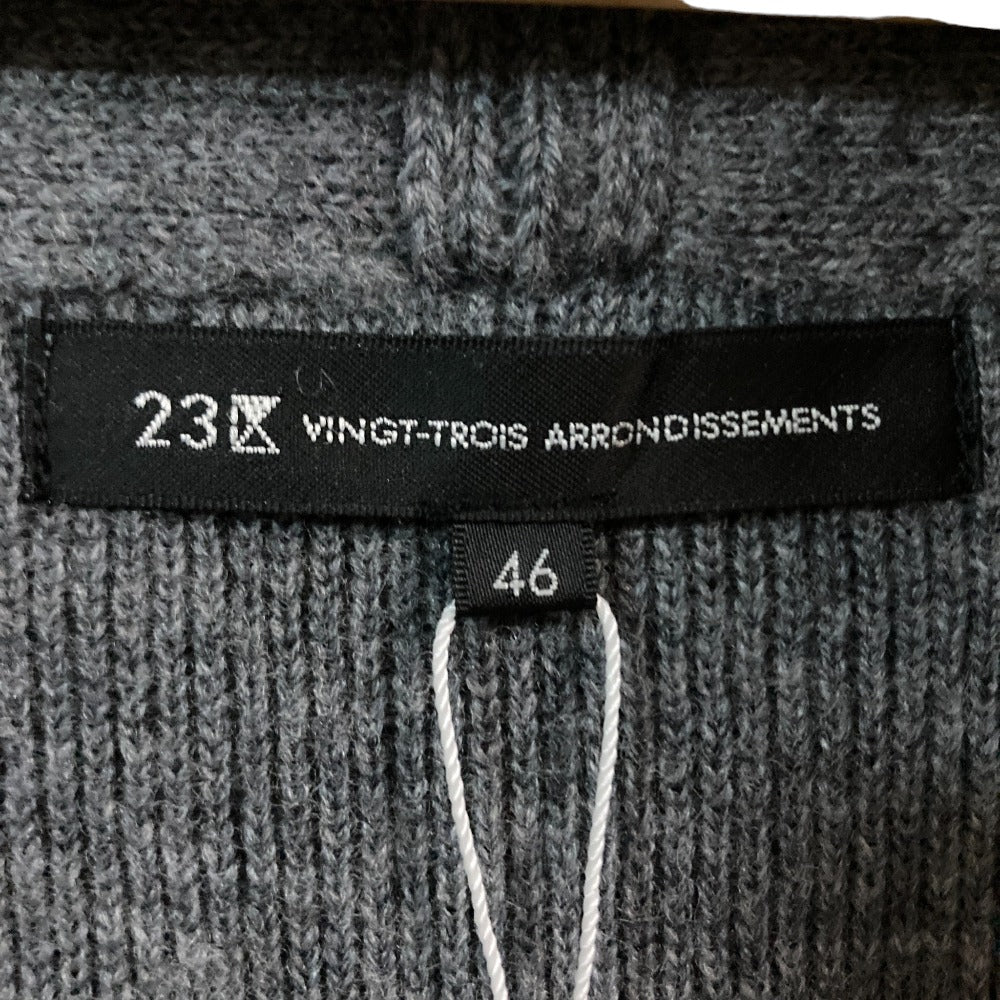 23区 VINGT-TROIS ARRONDISSEMENTS
46